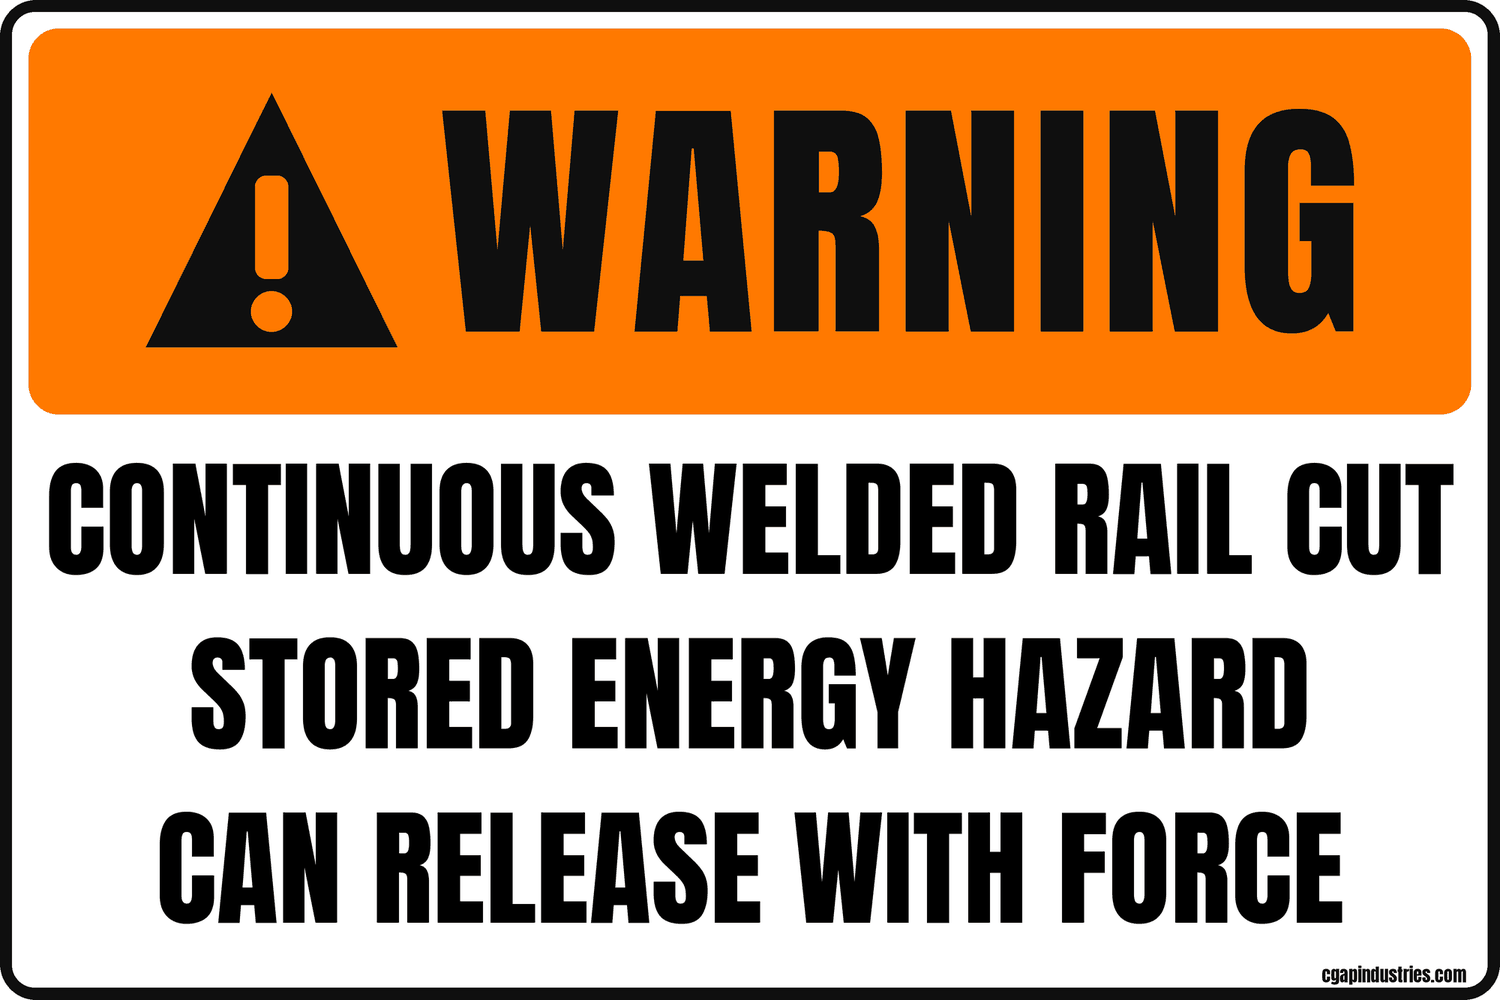 WARNING
CONTINUOUS WELDED RAIL CUT
STORED ENERGY HAZARD
CAN RELEASE WITH FORCE
cgapindustries.com